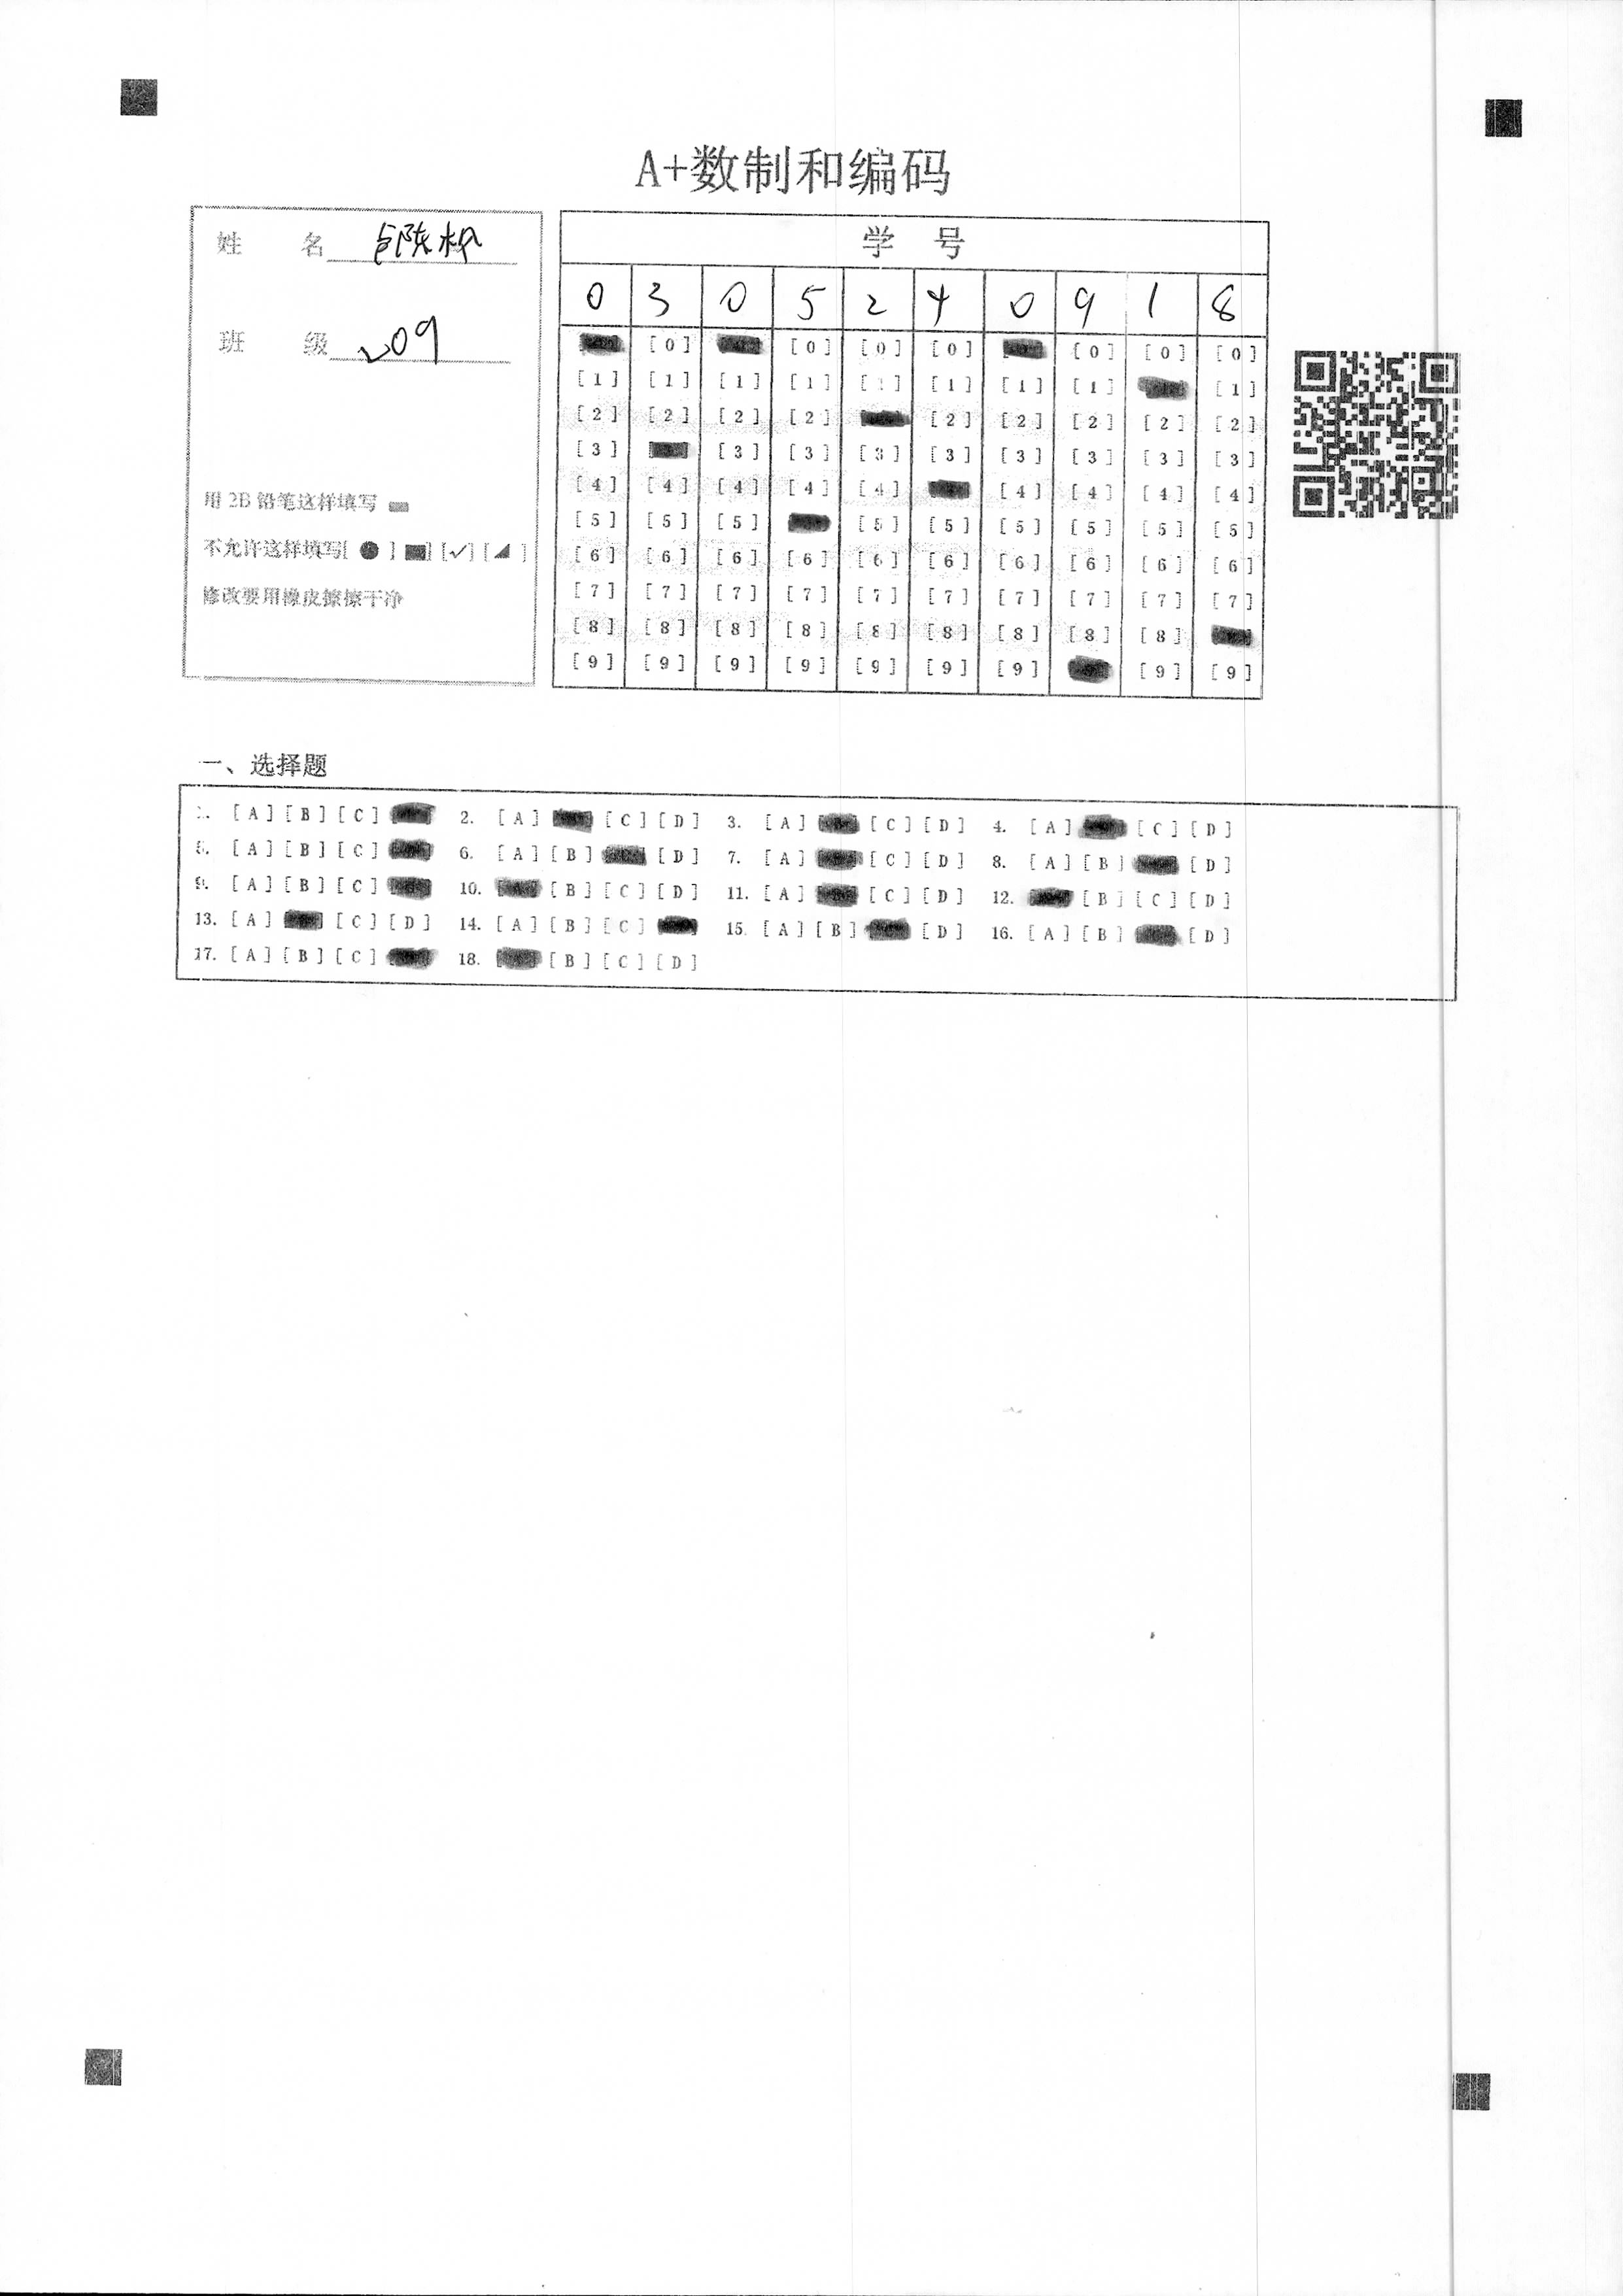 A+数制和编码
姓 名 卢陈枫
班 级 209
用 2B 铅笔这样填写
不允许这样填写[ ● ] [■] [✓] [◢ ]
修改要用橡皮擦擦干净
学 号
0 3 0 5 2 4 0 9 1 8
[0] [0] [0] [0] [0] [0] [0]
[1] [1] [1] [1] [1] [1] [1] [1] [1]
[2] [2] [2] [2] [2] [2] [2] [2] [2]
[3] [3] [3] [3] [3] [3] [3] [3] [3]
[4] [4] [4] [4] [4] [4] [4] [4] [4]
[5] [5] [5] [5] [5] [5] [5] [5] [5]
[6] [6] [6] [6] [6] [6] [6] [6] [6] [6]
[7] [7] [7] [7] [7] [7] [7] [7] [7] [7]
[8] [8] [8] [8] [8] [8] [8] [8] [8]
[9] [9] [9] [9] [9] [9] [9] [9] [9]
一、选择题
1. [A] [B] [C] 2. [A] [C] [D] 3. [A] [C] [D] 4. [A] [C] [D]
5. [A] [B] [C] 6. [A] [B] [D] 7. [A] [C] [D] 8. [A] [B] [D]
9. [A] [B] [C] 10. [B] [C] [D] 11. [A] [C] [D] 12. [B] [C] [D]
13. [A] [C] [D] 14. [A] [B] [C] 15. [A] [B] [D] 16. [A] [B] [D]
17. [A] [B] [C] 18. [B] [C] [D]